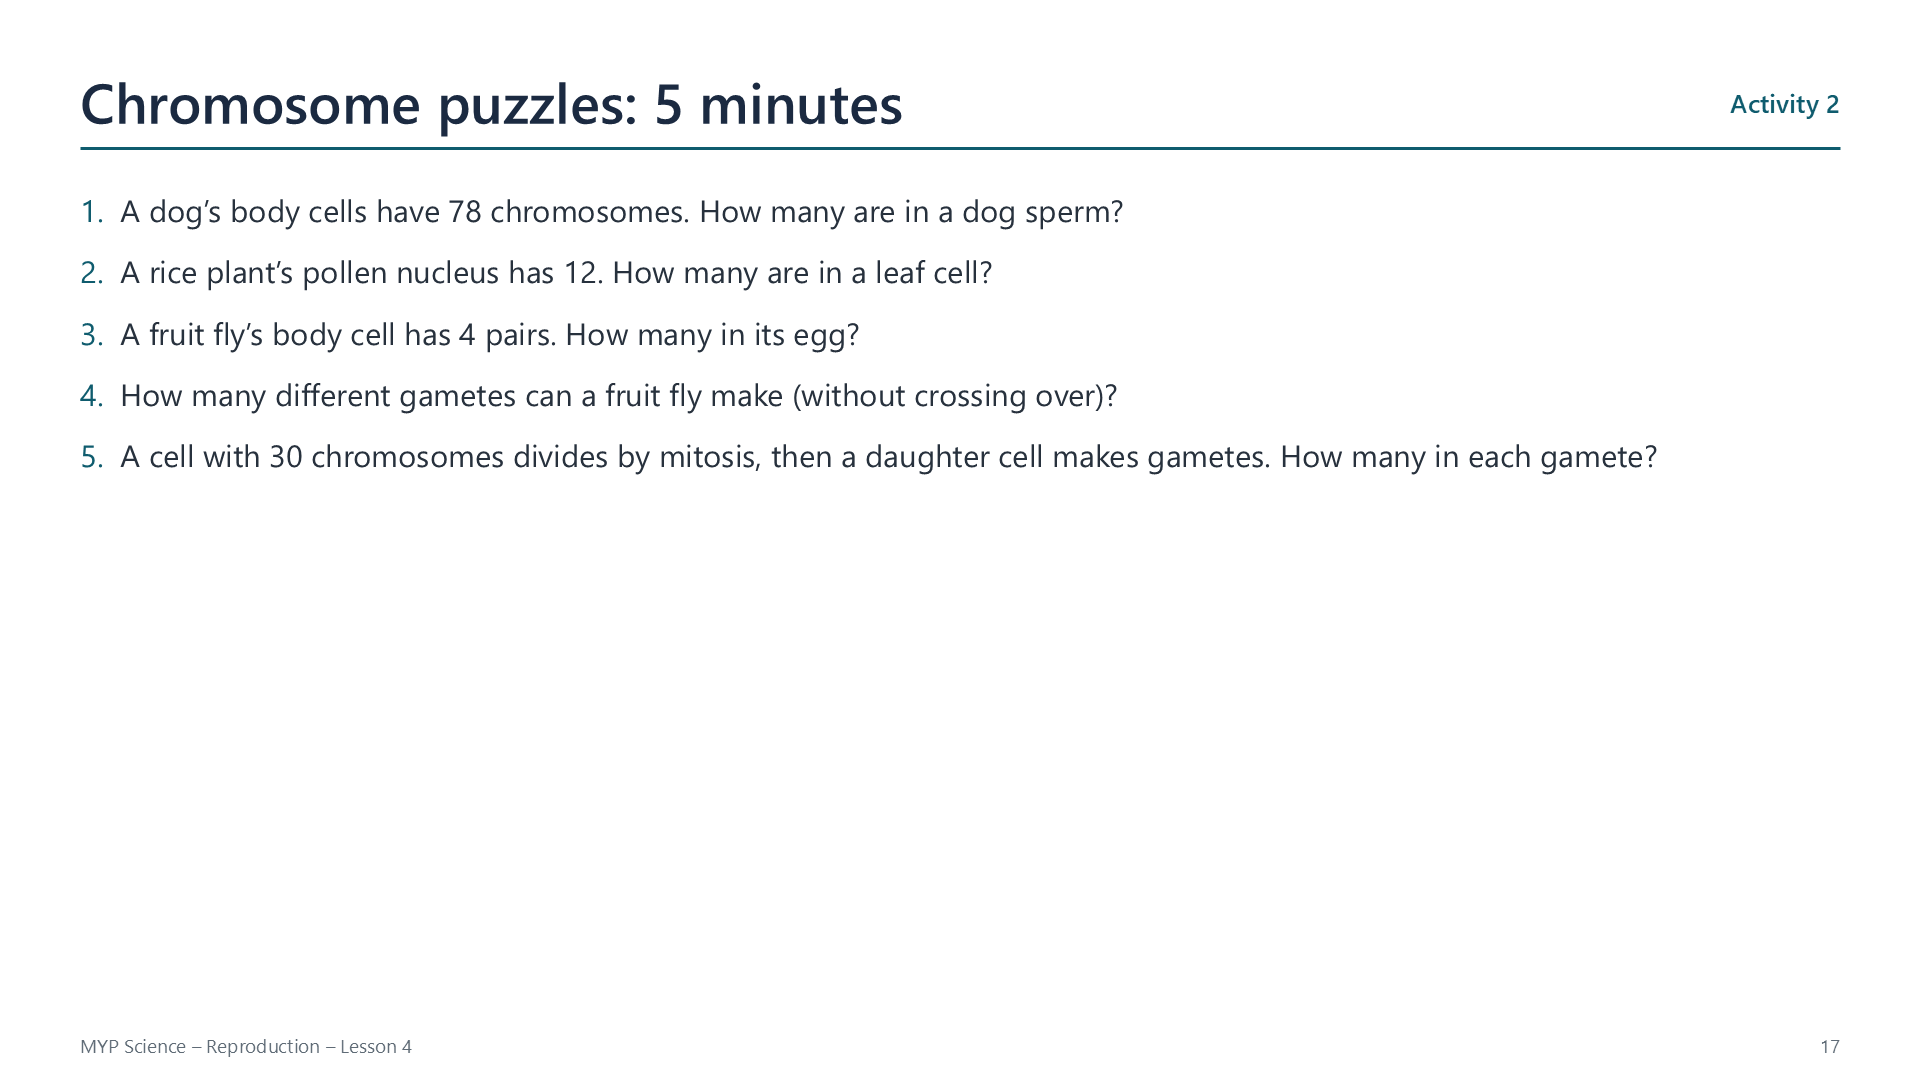 Chromosome puzzles: 5 minutes
Activity 2
1. A dog’s body cells have 78 chromosomes. How many are in a dog sperm?
2. A rice plant’s pollen nucleus has 12. How many are in a leaf cell?
3. A fruit fly’s body cell has 4 pairs. How many in its egg?
4. How many different gametes can a fruit fly make (without crossing over)?
5. A cell with 30 chromosomes divides by mitosis, then a daughter cell makes gametes. How many in each gamete?
MYP Science – Reproduction – Lesson 4
17